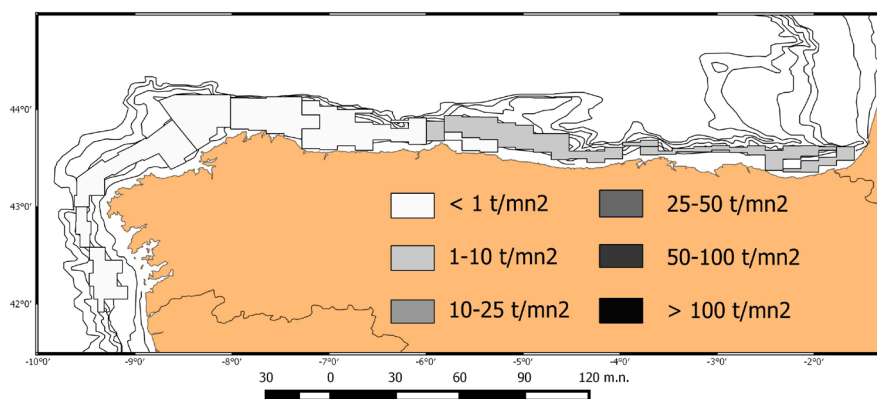 44°0'
43°0'
42°0'
< 1 t/mn2
25-50 t/mn2
1-10 t/mn2
50-100 t/mn2
10-25 t/mn2
> 100 t/mn2
-10°0' -9°0' -8°0' -7°0' -6°0' -5°0' -4°0' -3°0' -2°0'
30 0 30 60 90 120 m.n.